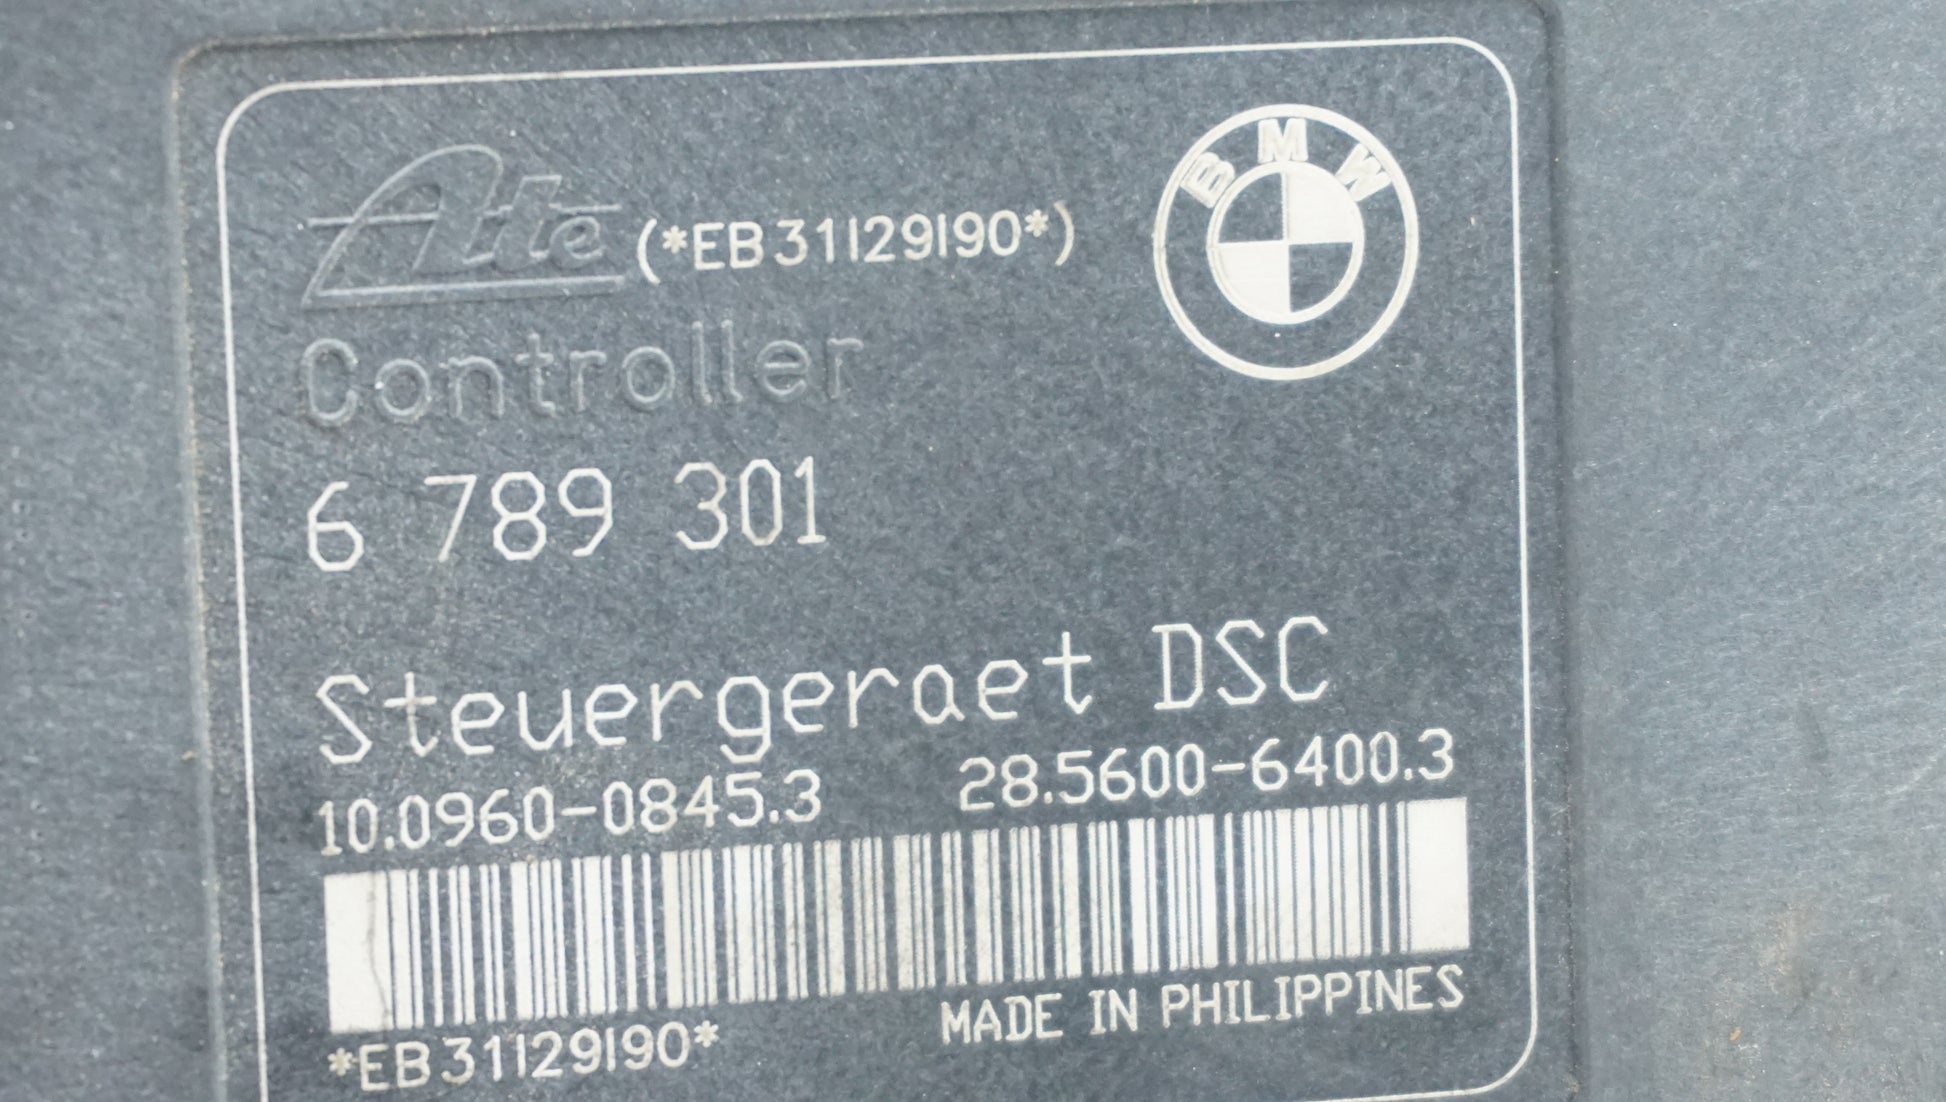 Ate (*EB31129190*)
BMW
Controller
6 789 301
Steuergeraet DSC
10.0960-0845.3 28.5600-6400.3
*EB31129190*
MADE IN PHILIPPINES